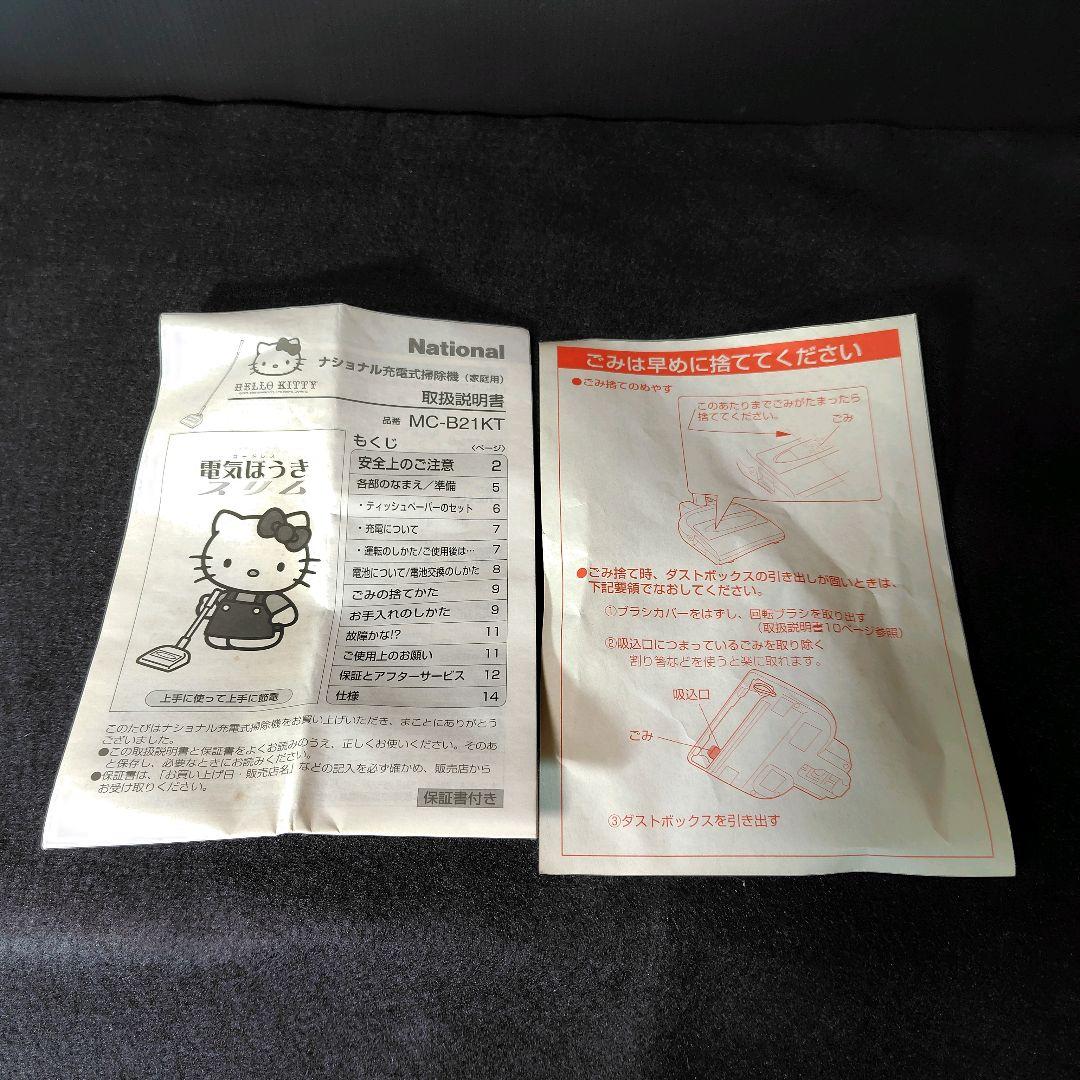 National
HELLO KITTY
ナショナル充電式掃除機（家庭用）
取扱説明書
品番 MC-B21KT
コードレス
電気ほうき
スリム
上手に使って上手に節電
もくじ
〈ページ〉
安全上のご注意 2
各部のなまえ／準備 5
・ティッシュペーパーのセット 6
・充電について 7
・運転のしかた/ご使用後は… 7
電池について/電池交換のしかた 8
ごみの捨てかた 9
お手入れのしかた 9
故障かな!? 11
ご使用上のお願い 11
保証とアフターサービス 12
仕様 14
このたびはナショナル充電式掃除機をお買い上げいただき、まことにありがとう
ございました。
●この取扱説明書と保証書をよくお読みのうえ、正しくお使いください。そのあ
と保存し、必要なときにお読みください。
●保証書は、「お買い上げ日・販売店名」などの記入を必ず確かめ、販売店から
お受け取りください。
保証書付き
ごみは早めに捨ててください
●ごみ捨てのめやす
このあたりまでごみがたまったら
捨ててください。
ごみ
●ごみ捨て時、ダストボックスの引き出しが固いときは、
下記要領でなおしてください。
①ブラシカバーをはずし、回転ブラシを取り出す
（取扱説明書10ページ参照）
②吸込口につまっているごみを取り除く
割り箸などを使うと楽に取れます。
吸込口
ごみ
③ダストボックスを引き出す